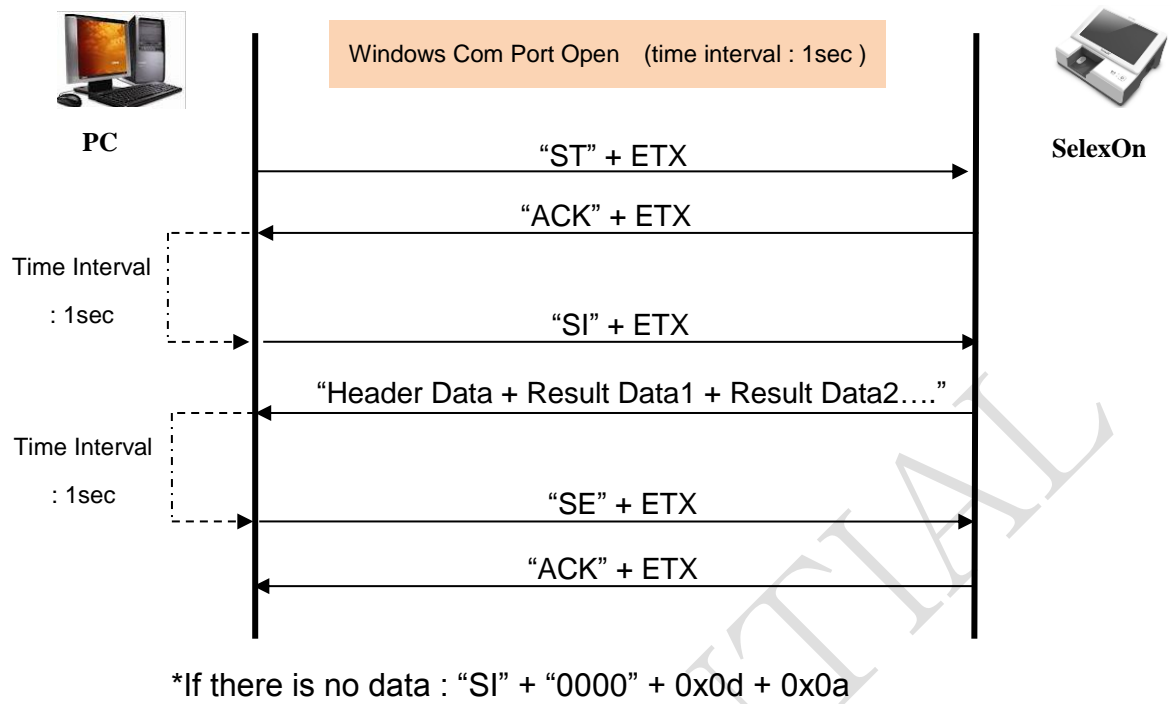 Windows Com Port Open (time interval : 1sec )
PC
SelexOn
“ST” + ETX
“ACK” + ETX
Time Interval
: 1sec
“SI” + ETX
“Header Data + Result Data1 + Result Data2….”
Time Interval
: 1sec
“SE” + ETX
“ACK” + ETX
*If there is no data : “SI” + “0000” + 0x0d + 0x0a
NTIAL